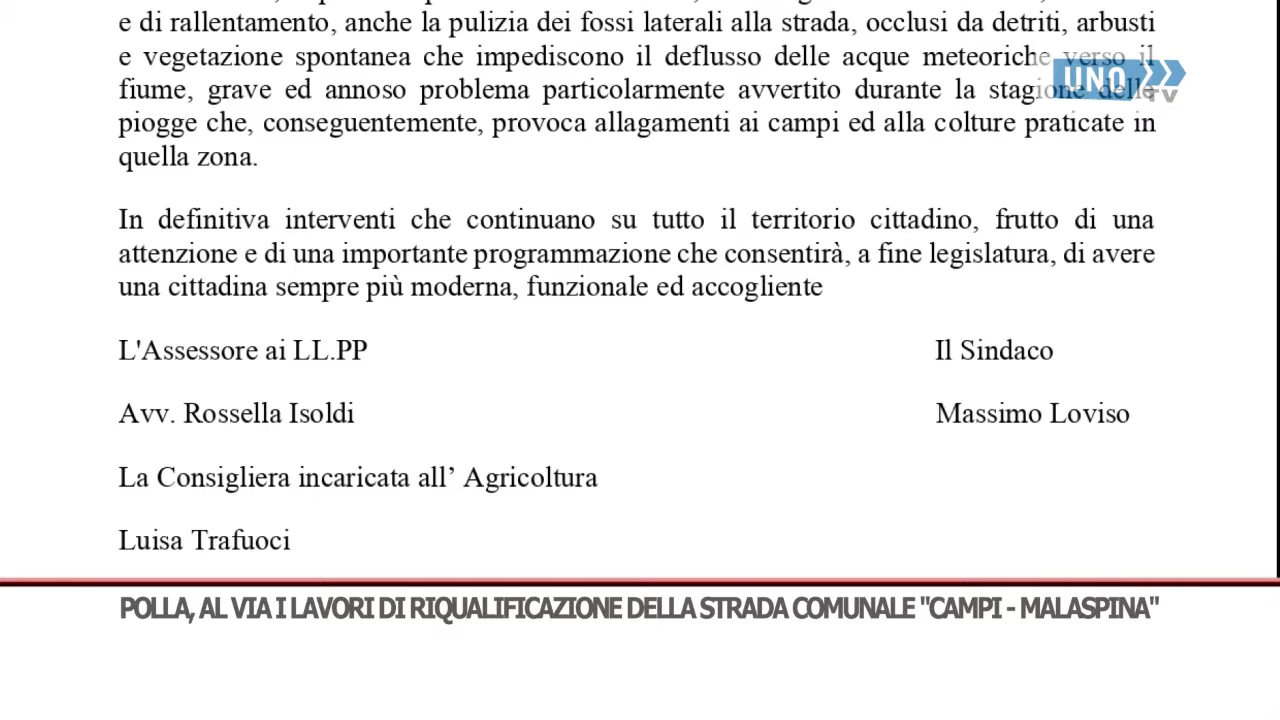 e di rallentamento, anche la pulizia dei fossi laterali alla strada, occlusi da detriti, arbusti
e vegetazione spontanea che impediscono il deflusso delle acque meteoriche verso il
fiume, grave ed annoso problema particolarmente avvertito durante la stagione delle
piogge che, conseguentemente, provoca allagamenti ai campi ed alla colture praticate in
quella zona.
In definitiva interventi che continuano su tutto il territorio cittadino, frutto di una
attenzione e di una importante programmazione che consentirà, a fine legislatura, di avere
una cittadina sempre più moderna, funzionale ed accogliente
L'Assessore ai LL.PP Il Sindaco
Avv. Rossella Isoldi Massimo Loviso
La Consigliera incaricata all’ Agricoltura
Luisa Trafuoci
UNO TV
POLLA, AL VIA I LAVORI DI RIQUALIFICAZIONE DELLA STRADA COMUNALE "CAMPI - MALASPINA"